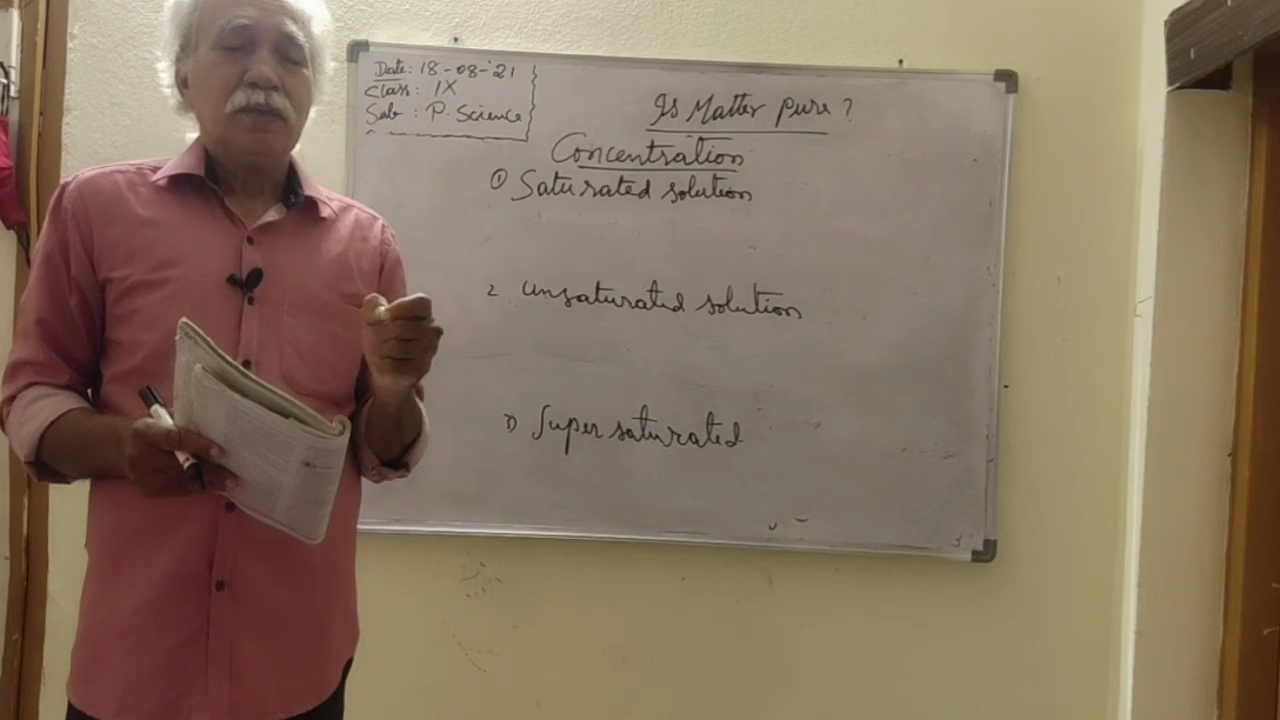 Date: 18-08-'21
Class: IX
Sub: P. Science
Is Matter pure?
Concentration
① Saturated solution
2 Unsaturated solution
3) Super saturated